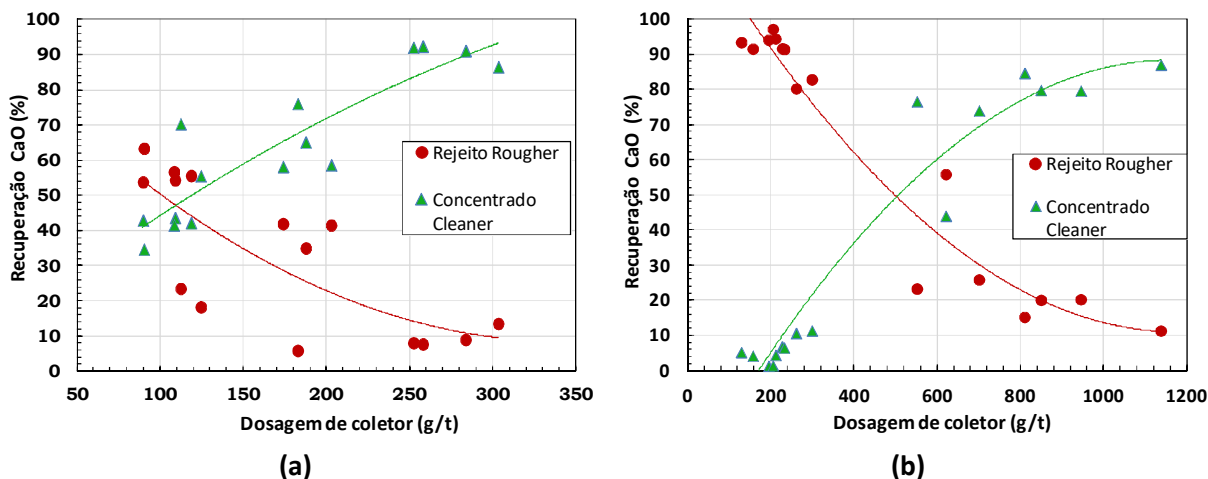 100
90
80
70
60
50
40
30
20
10
0
Recuperação CaO (%)
Rejeito Rougher
Concentrado
Cleaner
50 100 150 200 250 300 350
Dosagem de coletor (g/t)
(a)
100
90
80
70
60
50
40
30
20
10
0
Recuperação CaO (%)
Rejeito Rougher
Concentrado
Cleaner
0 200 400 600 800 1000 1200
Dosagem de coletor (g/t)
(b)